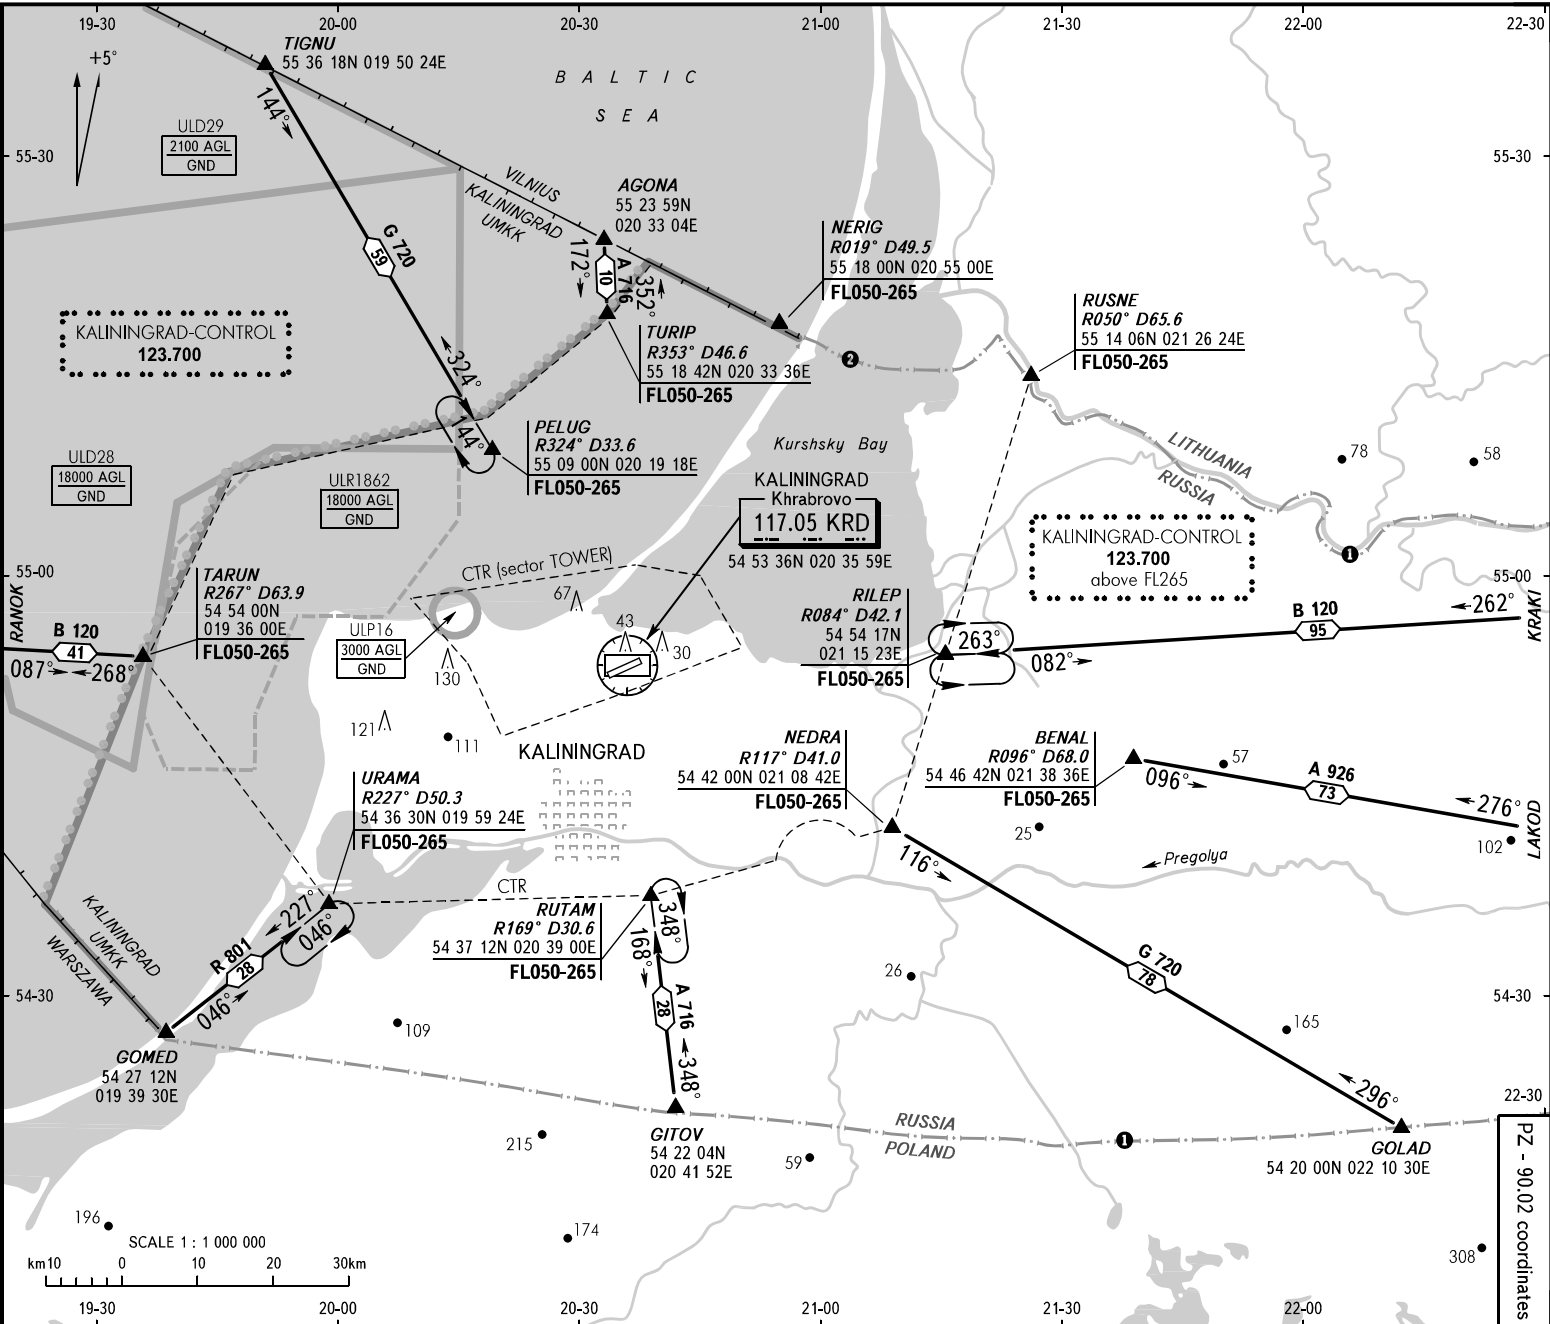 19-30
20-00
20-30
21-00
21-30
22-00
22-30
+5°
TIGNU
55 36 18N 019 50 24E
B A L T I C
S E A
144°
ULD29
2100 AGL
GND
55-30
55-30
VILNIUS
KALININGRAD
UMKK
AGONA
55 23 59N
020 33 04E
G 720
59
172°
A 716
10
352°
NERIG
R019° D49.5
55 18 00N 020 55 00E
FL050-265
KALININGRAD-CONTROL
123.700
RUSNE
R050° D65.6
55 14 06N 021 26 24E
FL050-265
TURIP
R353° D46.6
55 18 42N 020 33 36E
FL050-265
2
324°
144°
PELUG
R324° D33.6
55 09 00N 020 19 18E
FL050-265
Kurshsky Bay
LITHUANIA
RUSSIA
78
58
ULD28
18000 AGL
GND
ULR1862
18000 AGL
GND
KALININGRAD
Khrabrovo
117.05 KRD
54 53 36N 020 35 59E
KALININGRAD-CONTROL
123.700
above FL265
1
55-00
55-00
CTR (sector TOWER)
TARUN
R267° D63.9
54 54 00N
019 36 00E
FL050-265
67
43
30
RILEP
R084° D42.1
54 54 17N
021 15 23E
FL050-265
RANOK
B 120
41
087°
268°
ULP16
3000 AGL
GND
130
263°
082°
B 120
95
262°
KRAKI
121
111
KALININGRAD
NEDRA
R117° D41.0
54 42 00N 021 08 42E
FL050-265
BENAL
R096° D68.0
54 46 42N 021 38 36E
FL050-265
096°
57
A 926
73
276°
LAKOD
102
25
URAMA
R227° D50.3
54 36 30N 019 59 24E
FL050-265
116°
Pregolya
CTR
227°
046°
KALININGRAD
UMKK
WARSZAWA
R 801
28
046°
RUTAM
R169° D30.6
54 37 12N 020 39 00E
FL050-265
348°
168°
A 716
28
348°
26
G 720
78
54-30
54-30
109
165
GOMED
54 27 12N
019 39 30E
296°
22-30
215
GITOV
54 22 04N
020 41 52E
59
RUSSIA
POLAND
1
GOLAD
54 20 00N 022 10 30E
PZ - 90.02 coordinates
196
174
308
SCALE 1 : 1 000 000
km10 0 10 20 30km
19-30
20-00
20-30
21-00
21-30
22-00